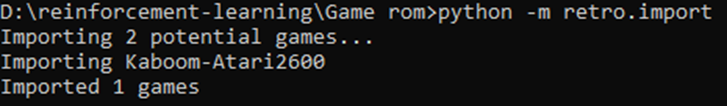 D:\reinforcement-learning\Game rom>python -m retro.import
Importing 2 potential games...
Importing Kaboom-Atari2600
Imported 1 games